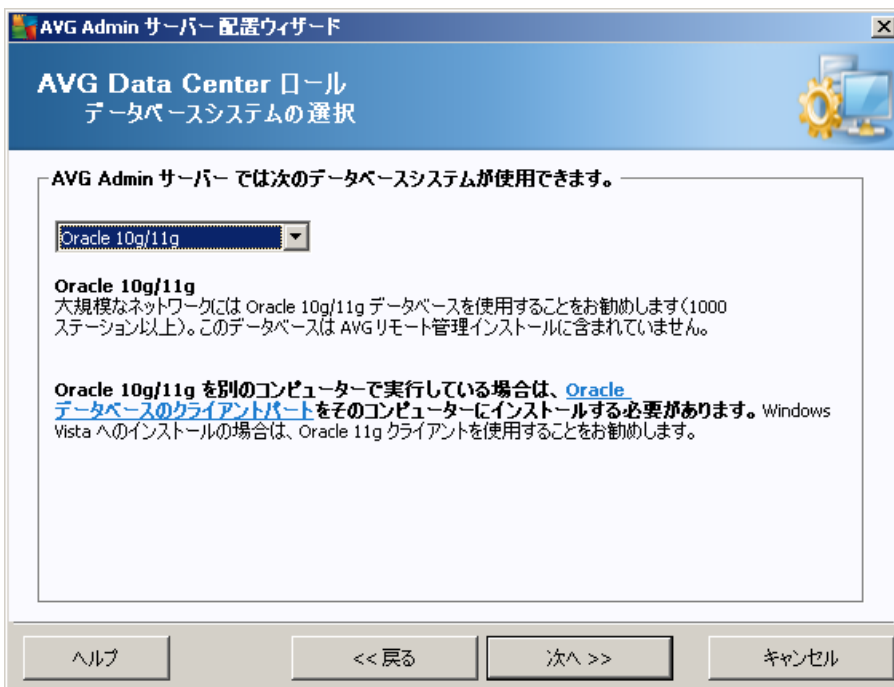 AVG Admin サーバー 配置ウィザード
AVG Data Center ロール
データベースシステムの選択
AVG Admin サーバー では次のデータベースシステムが使用できます。
Oracle 10g/11g
Oracle 10g/11g
大規模なネットワークには Oracle 10g/11g データベースを使用することをお勧めします(1000
ステーション以上)。このデータベースは AVG リモート管理インストールに含まれていません。
Oracle 10g/11g を別のコンピューターで実行している場合は、Oracle
データベースのクライアントパートをそのコンピューターにインストールする必要があります。Windows
Vista へのインストールの場合は、Oracle 11g クライアントを使用することをお勧めします。
ヘルプ
<< 戻る
次へ >>
キャンセル